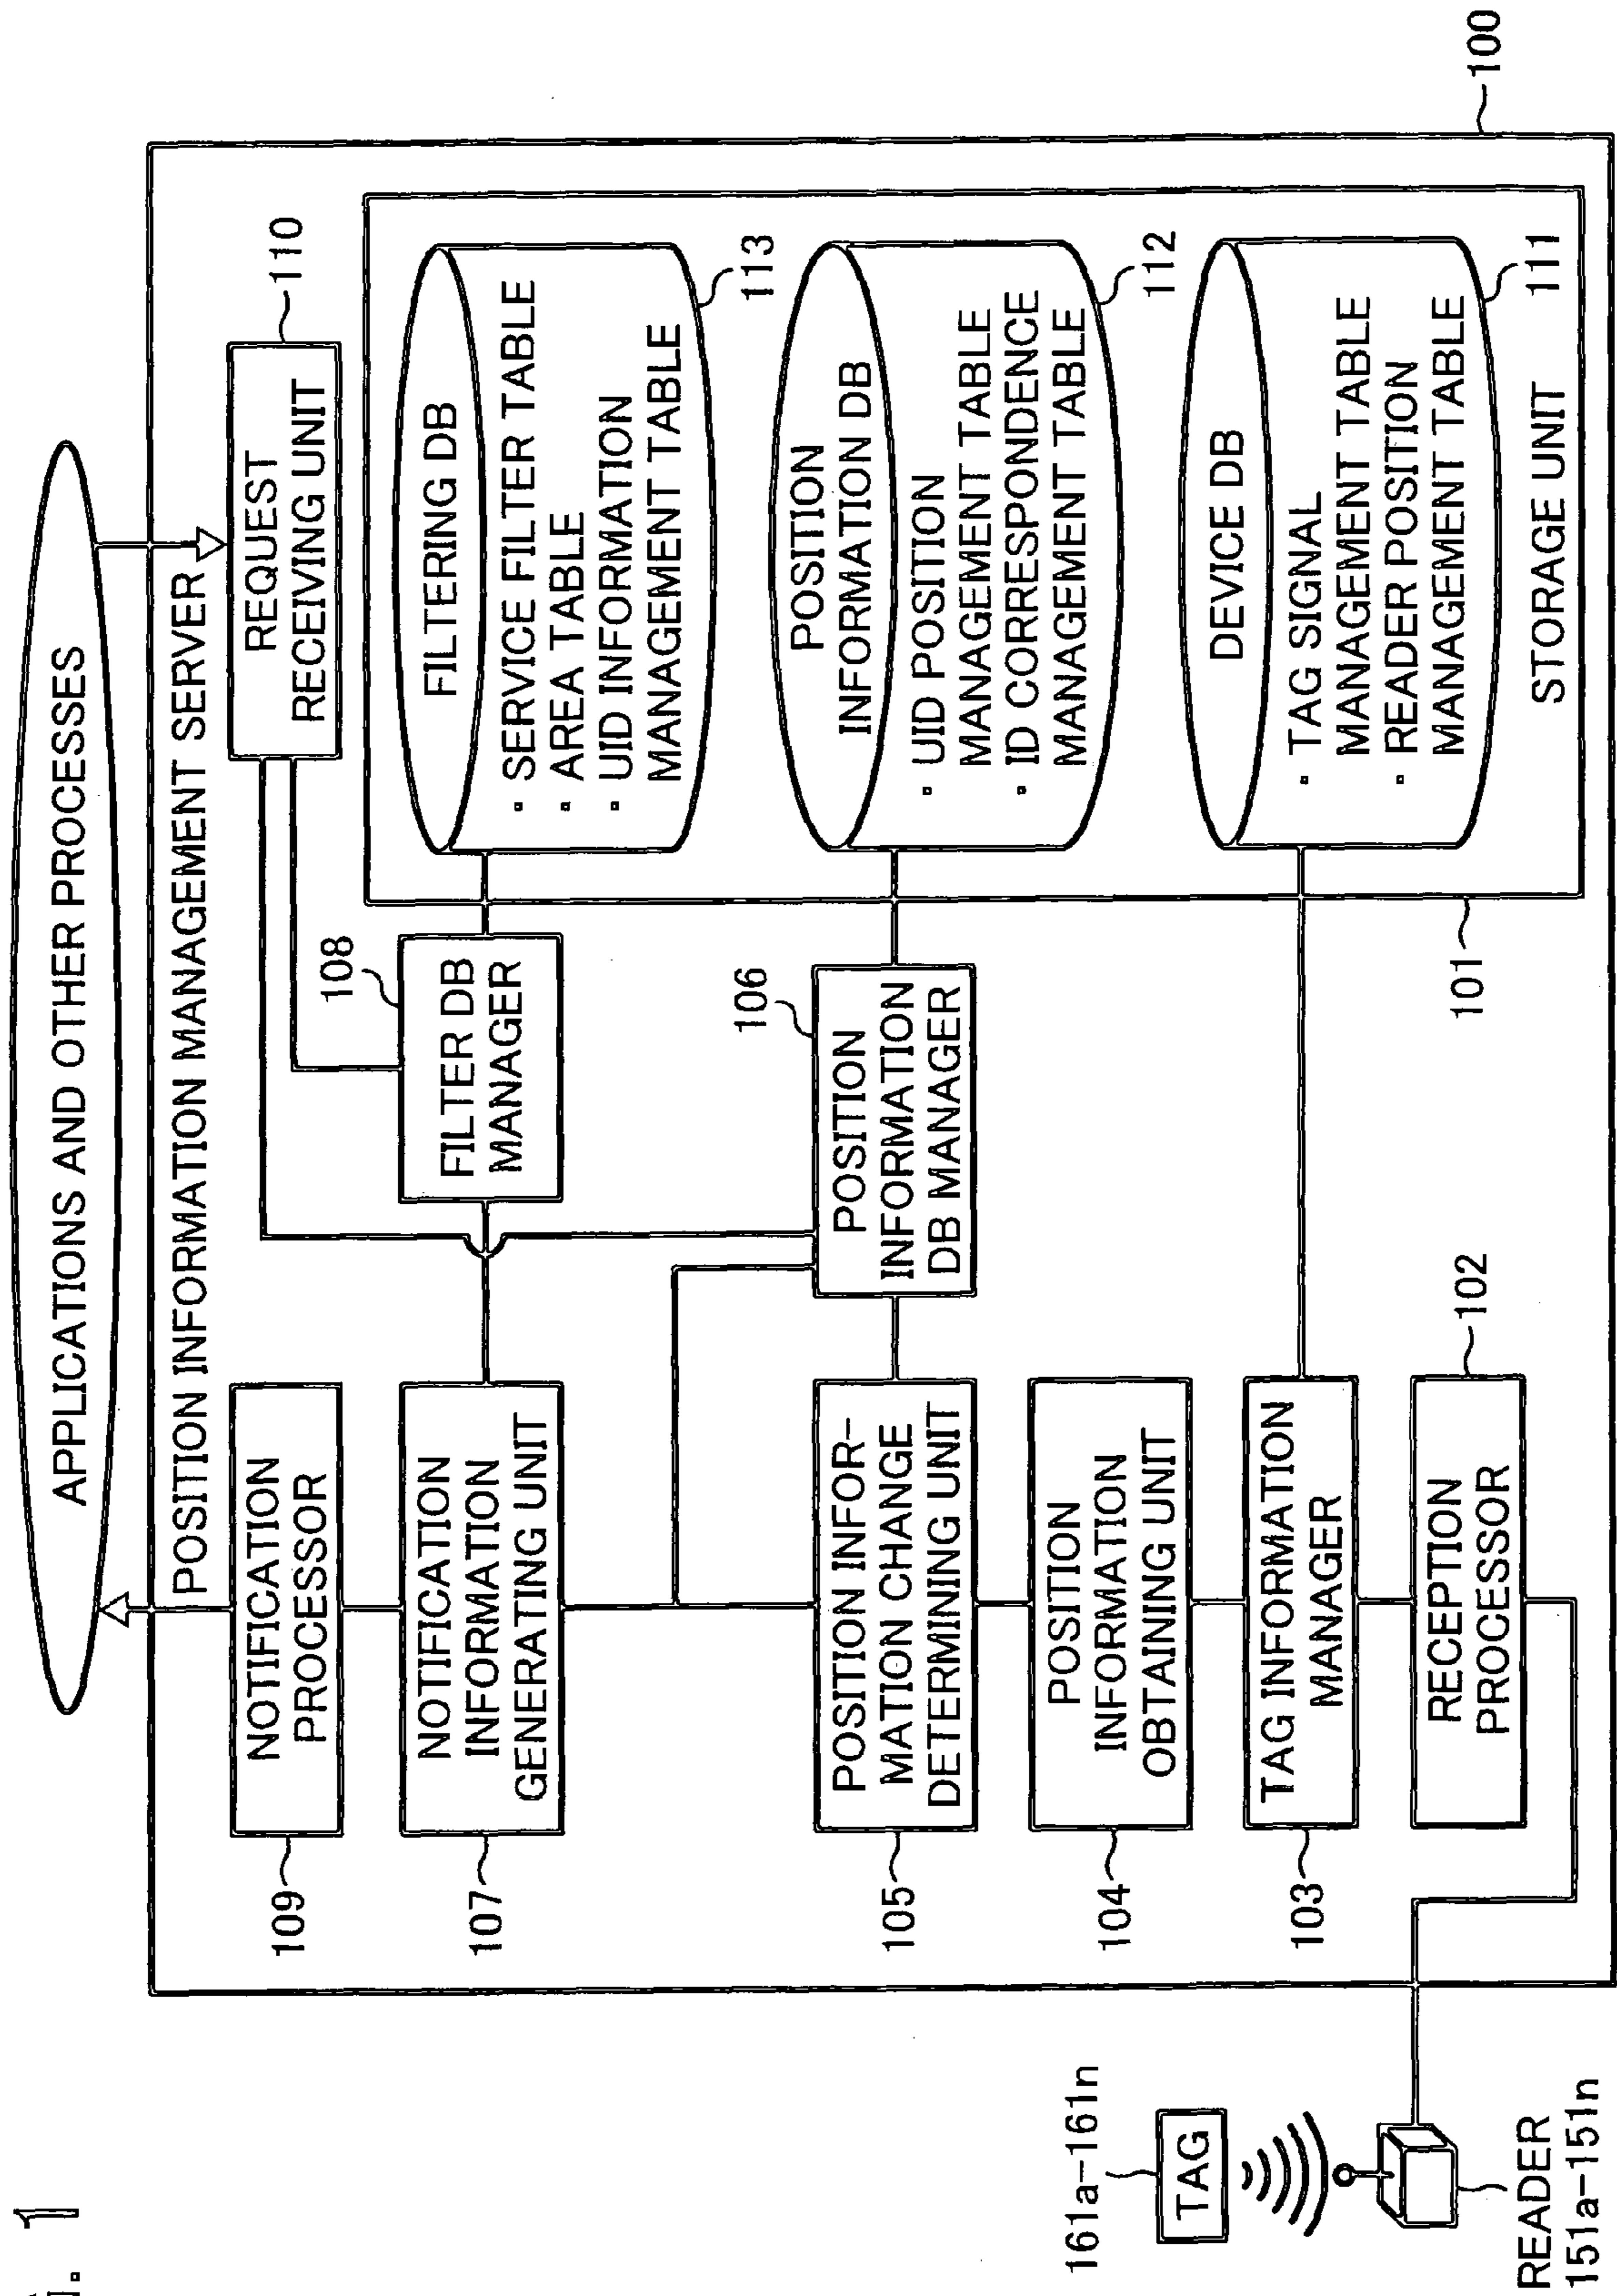 G. 1
APPLICATIONS AND OTHER PROCESSES
POSITION INFORMATION MANAGEMENT SERVER
NOTIFICATION
PROCESSOR
109
REQUEST
RECEIVING UNIT
110
NOTIFICATION
INFORMATION
GENERATING UNIT
107
FILTER DB
MANAGER
108
FILTERING DB
· SERVICE FILTER TABLE
· AREA TABLE
· UID INFORMATION
MANAGEMENT TABLE
113
POSITION INFOR-
MATION CHANGE
DETERMINING UNIT
105
POSITION
INFORMATION
DB MANAGER
106
POSITION
INFORMATION DB
· UID POSITION
MANAGEMENT TABLE
· ID CORRESPONDENCE
MANAGEMENT TABLE
112
POSITION
INFORMATION
OBTAINING UNIT
104
TAG INFORMATION
MANAGER
103
DEVICE DB
· TAG SIGNAL
MANAGEMENT TABLE
· READER POSITION
MANAGEMENT TABLE
111
STORAGE UNIT
101
RECEPTION
PROCESSOR
102
100
161a-161n
TAG
READER
151a-151n